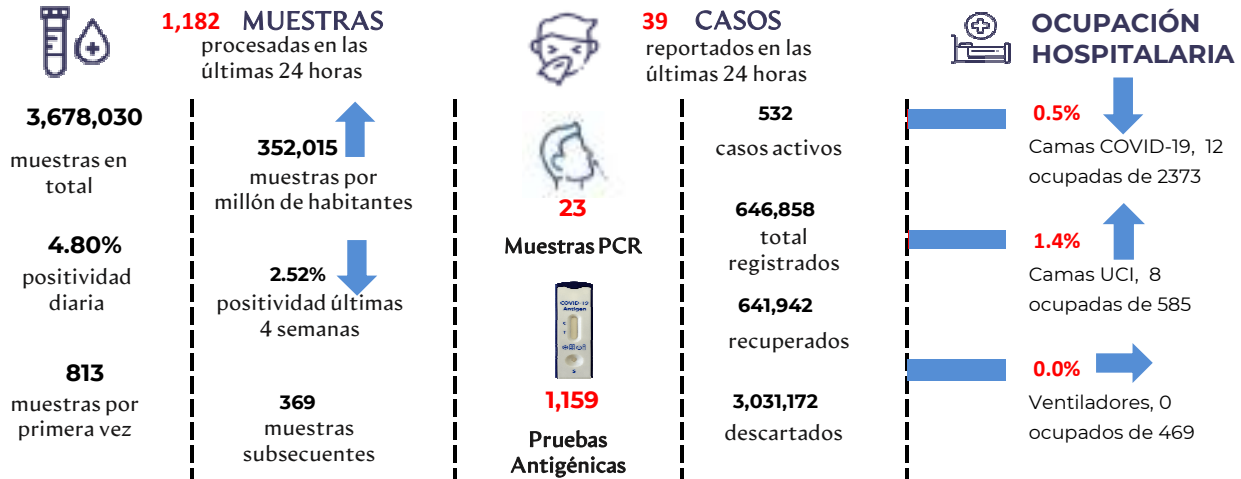 1,182 MUESTRAS
procesadas en las
últimas 24 horas
3,678,030
muestras en
total
4.80%
positividad
diaria
813
muestras por
primera vez
352,015
muestras por
millón de habitantes
2.52%
positividad últimas
4 semanas
369
muestras
subsecuentes
39 CASOS
reportados en las
últimas 24 horas
23
Muestras PCR
COVID-19
Antigen
C
T
S
1,159
Pruebas
Antigénicas
532
casos activos
646,858
total
registrados
641,942
recuperados
3,031,172
descartados
OCUPACIÓN
HOSPITALARIA
0.5%
Camas COVID-19, 12
ocupadas de 2373
1.4%
Camas UCI, 8
ocupadas de 585
0.0%
Ventiladores, 0
ocupados de 469